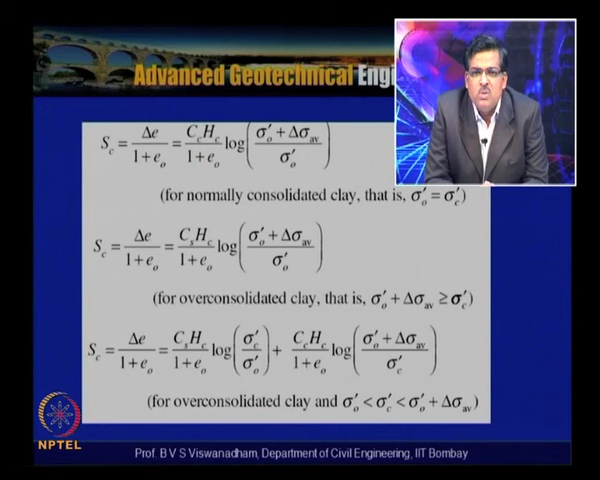 Advanced Geotechnical Engi
S_c = Δe / (1 + e_o) = C_c H_c / (1 + e_o) log((σ'_o + Δσ_av) / σ'_o)
(for normally consolidated clay, that is, σ'_o = σ'_c)
S_c = Δe / (1 + e_o) = C_s H_c / (1 + e_o) log((σ'_o + Δσ_av) / σ'_o)
(for overconsolidated clay, that is, σ'_o + Δσ_av ≥ σ'_c)
S_c = Δe / (1 + e_o) = C_s H_c / (1 + e_o) log(σ'_c / σ'_o) + C_c H_c / (1 + e_o) log((σ'_o + Δσ_av) / σ'_c)
(for overconsolidated clay and σ'_o < σ'_c < σ'_o + Δσ_av)
NPTEL
Prof. B V S Viswanadham, Department of Civil Engineering, IIT Bombay